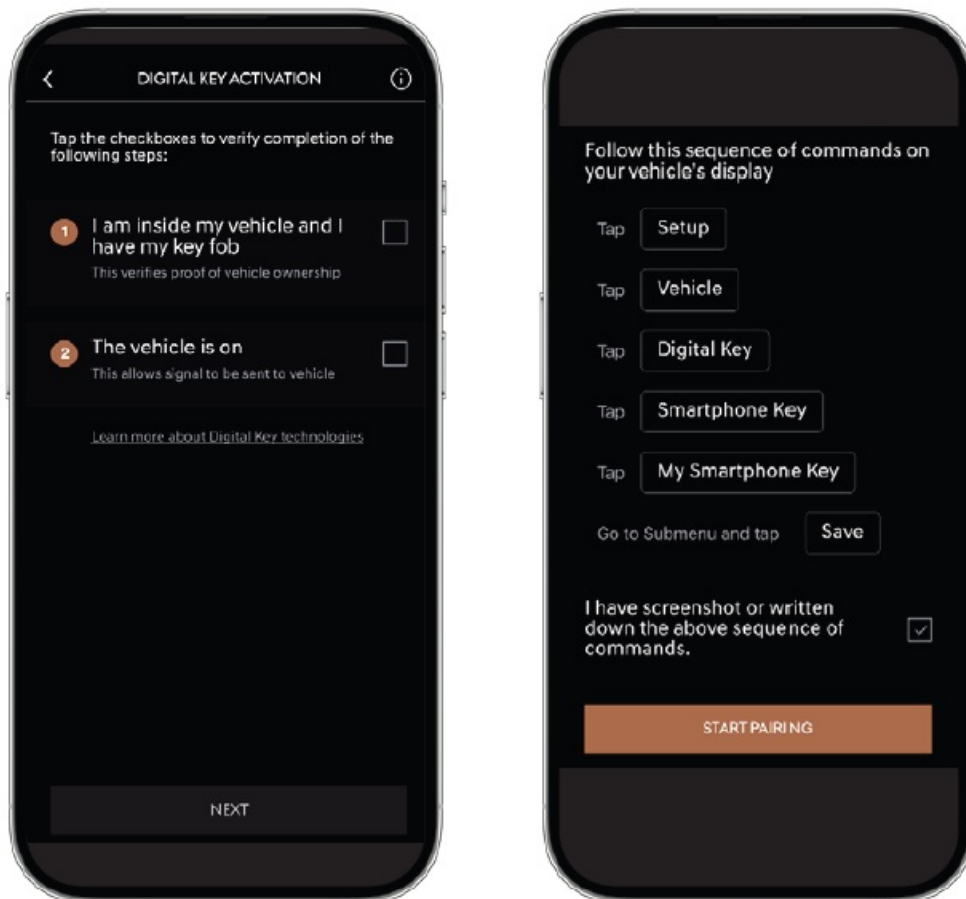 DIGITAL KEY ACTIVATION
Tap the checkboxes to verify completion of the
following steps:
1
I am inside my vehicle and I
have my key fob
This verifies proof of vehicle ownership
2
The vehicle is on
This allows signal to be sent to vehicle
Learn more about Digital Key technologies
NEXT
Follow this sequence of commands on
your vehicle's display
Tap Setup
Tap Vehicle
Tap Digital Key
Tap Smartphone Key
Tap My Smartphone Key
Go to Submenu and tap Save
I have screenshot or written
down the above sequence of
commands.
START PAIRING